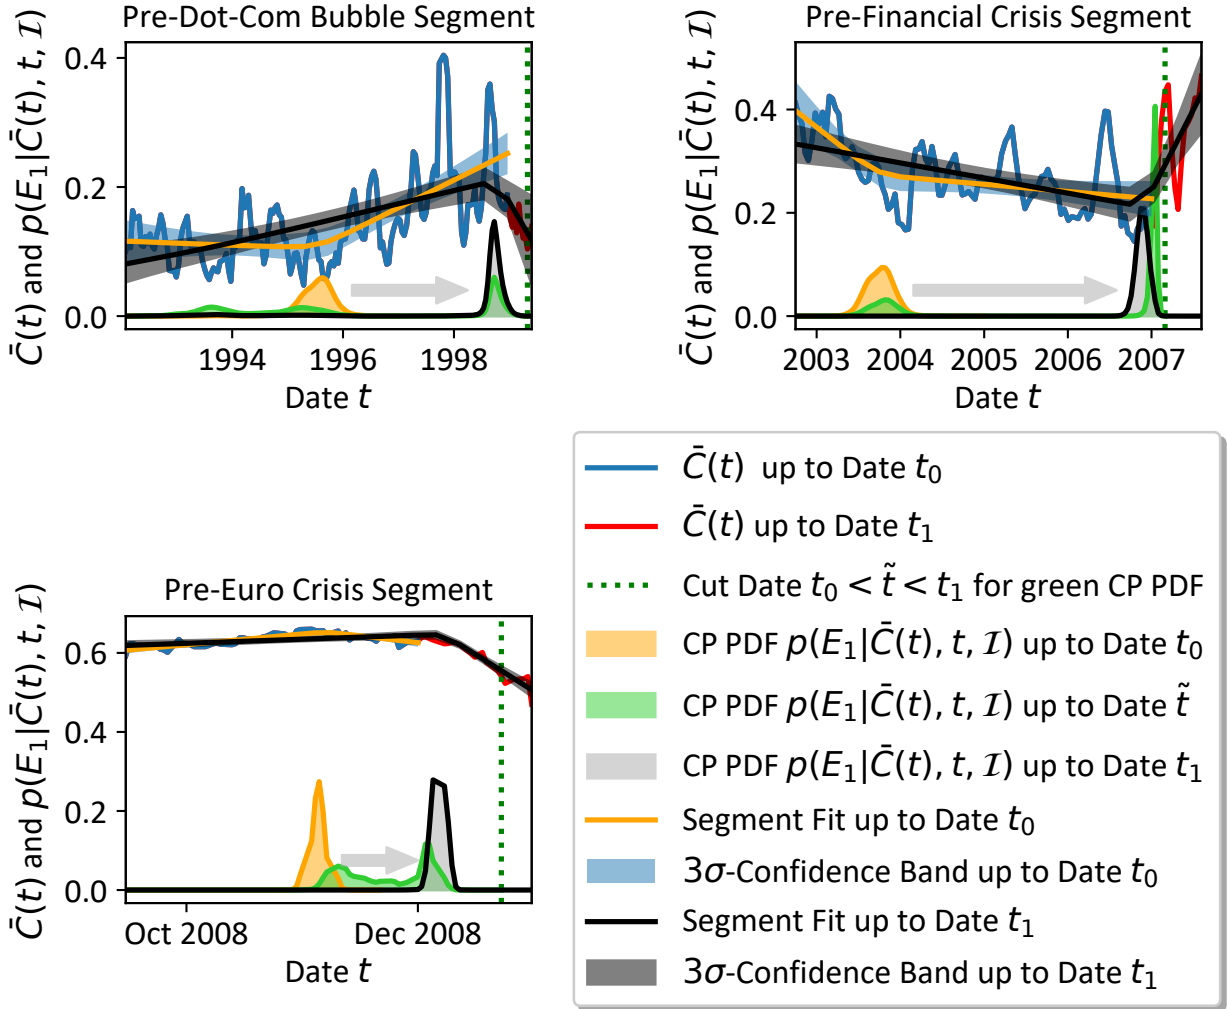 Pre-Dot-Com Bubble Segment
C̄(t) and p(E₁|C̄(t), t, ℐ)
0.4
0.2
0.0
1994 1996 1998
Date t
Pre-Financial Crisis Segment
C̄(t) and p(E₁|C̄(t), t, ℐ)
0.4
0.2
0.0
2003 2004 2005 2006 2007
Date t
Pre-Euro Crisis Segment
C̄(t) and p(E₁|C̄(t), t, ℐ)
0.6
0.4
0.2
0.0
Oct 2008 Dec 2008
Date t
C̄(t) up to Date t₀
C̄(t) up to Date t₁
Cut Date t₀ < t̃ < t₁ for green CP PDF
CP PDF p(E₁|C̄(t), t, ℐ) up to Date t₀
CP PDF p(E₁|C̄(t), t, ℐ) up to Date t̃
CP PDF p(E₁|C̄(t), t, ℐ) up to Date t₁
Segment Fit up to Date t₀
3σ-Confidence Band up to Date t₀
Segment Fit up to Date t₁
3σ-Confidence Band up to Date t₁